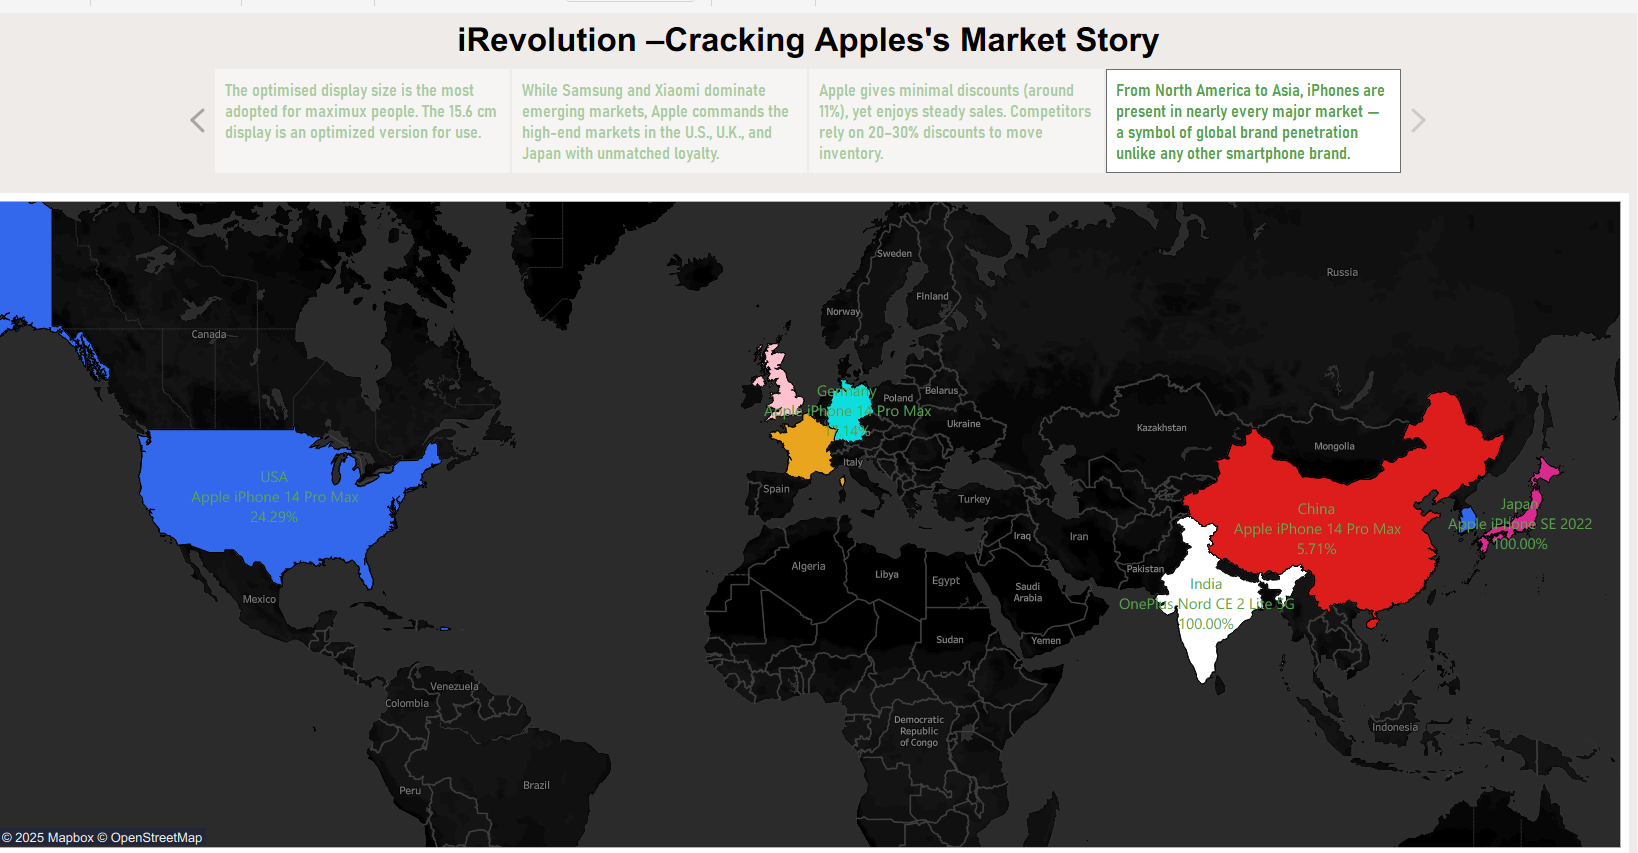 iRevolution –Cracking Apples's Market Story
The optimised display size is the most
adopted for maximux people. The 15.6 cm
display is an optimized version for use.
While Samsung and Xiaomi dominate
emerging markets, Apple commands the
high-end markets in the U.S., U.K., and
Japan with unmatched loyalty.
Apple gives minimal discounts (around
11%), yet enjoys steady sales. Competitors
rely on 20–30% discounts to move
inventory.
From North America to Asia, iPhones are
present in nearly every major market —
a symbol of global brand penetration
unlike any other smartphone brand.
Sweden
Russia
Finland
Norway
Canada
Germany
Belarus
Poland
Apple iPhone 14 Pro Max
Ukraine
Kazakhstan
Mongolia
Italy
USA
Apple iPhone 14 Pro Max
24.29%
Spain
Turkey
China
Apple iPhone 14 Pro Max
5.71%
Japan
Apple iPhone SE 2022
100.00%
Iraq
Iran
Algeria
Libya
Egypt
Pakistan
Saudi
Arabia
India
OnePlus Nord CE 2 Lite 5G
100.00%
Mexico
Sudan
Yemen
Venezuela
Colombia
Democratic
Republic
of Congo
Indonesia
Brazil
Peru
© 2025 Mapbox © OpenStreetMap